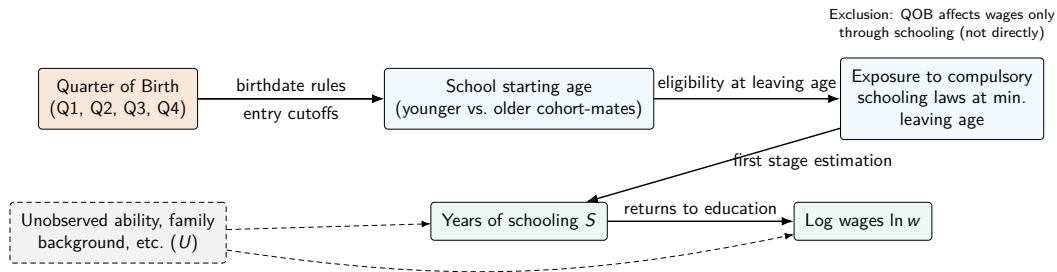 Exclusion: QOB affects wages only
through schooling (not directly)
Quarter of Birth
(Q1, Q2, Q3, Q4)
birthdate rules
entry cutoffs
School starting age
(younger vs. older cohort-mates)
eligibility at leaving age
Exposure to compulsory
schooling laws at min.
leaving age
first stage estimation
Unobserved ability, family
background, etc. (U)
Years of schooling S
returns to education
Log wages ln w